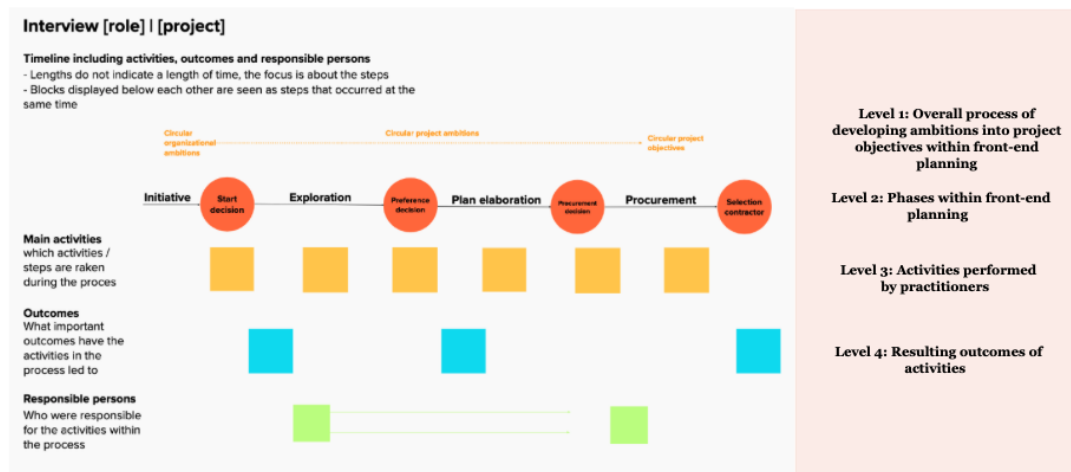 Interview [role] | [project]
Timeline including activities, outcomes and responsible persons
- Lengths do not indicate a length of time, the focus is about the steps
- Blocks displayed below each other are seen as steps that occurred at the
same time
Circular
organizational
ambitions
Circular project ambitions
Circular project
objectives
Initiative
Start
decision
Exploration
Preference
decision
Plan elaboration
Procurement
decision
Procurement
Selection
contractor
Main activities
which activities /
steps are raken
during the proces
Outcomes
What important
outcomes have the
activities in the
process led to
Responsible persons
Who were responsible
for the activities within
the process
Level 1: Overall process of
developing ambitions into project
objectives within front-end
planning
Level 2: Phases within front-end
planning
Level 3: Activities performed
by practitioners
Level 4: Resulting outcomes of
activities